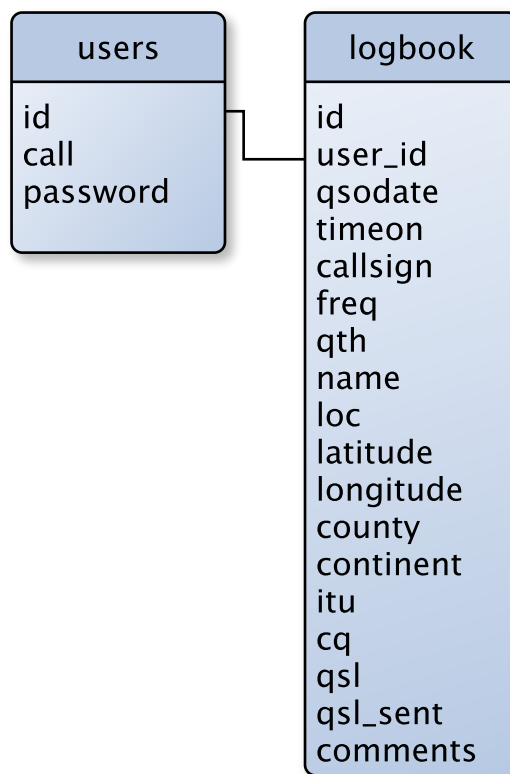 users
id
call
password
logbook
id
user_id
qsodate
timeon
callsign
freq
qth
name
loc
latitude
longitude
county
continent
itu
cq
qsl
qsl_sent
comments